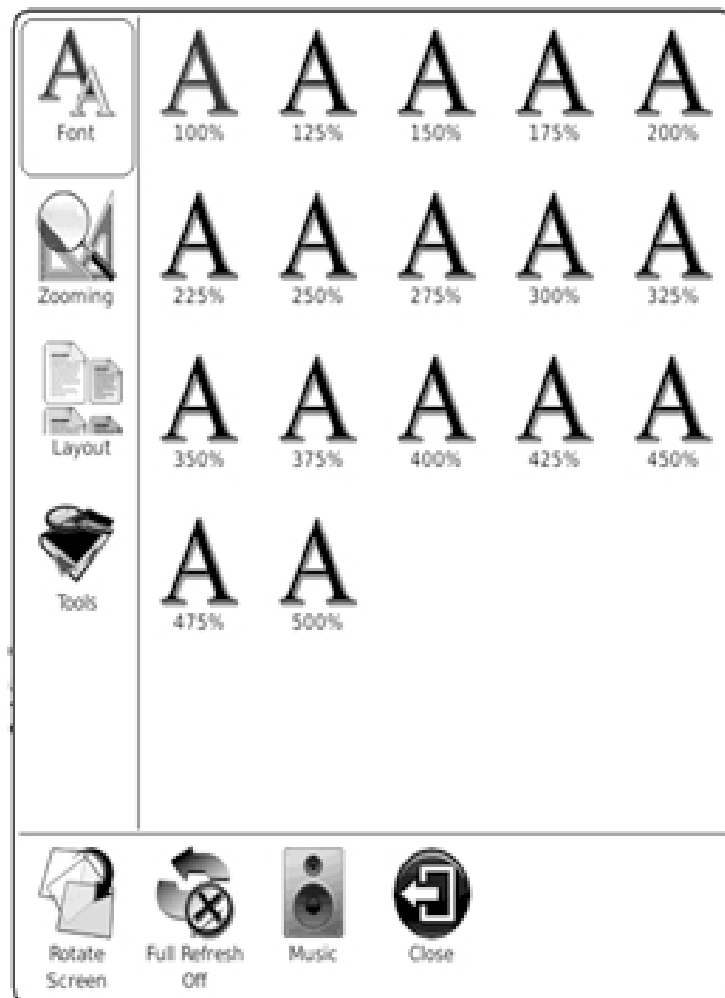 Font
100% 125% 150% 175% 200%
Zooming
225% 250% 275% 300% 325%
Layout
350% 375% 400% 425% 450%
Tools
475% 500%
Rotate Screen
Full Refresh Off
Music
Close